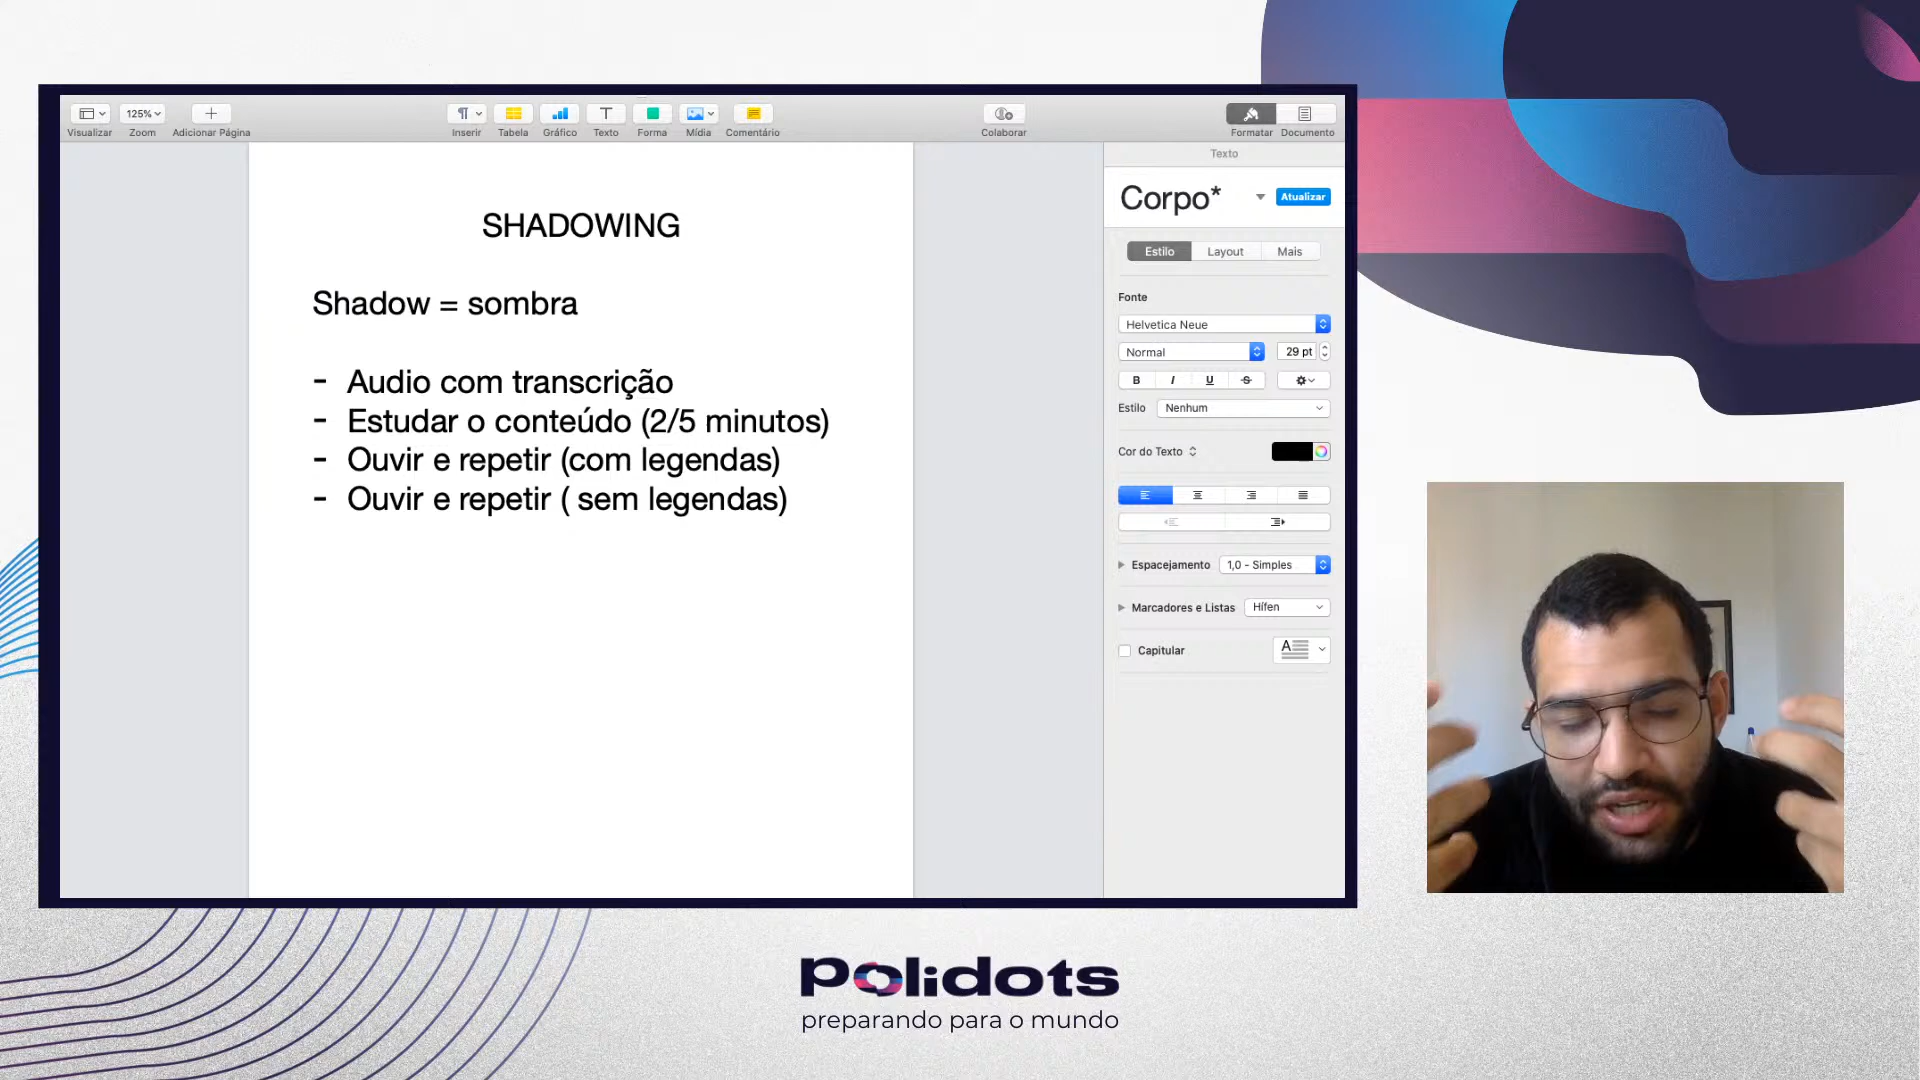 125%
Visualizar Zoom Adicionar Página Inserir Tabela Gráfico Texto Forma Mídia Comentário Colaborar Formatar Documento
Texto
Corpo*
Atualizar
Estilo Layout Mais
SHADOWING
Shadow = sombra
- Audio com transcrição
- Estudar o conteúdo (2/5 minutos)
- Ouvir e repetir (com legendas)
- Ouvir e repetir ( sem legendas)
Fonte
Helvetica Neue
Normal 29 pt
B I U S
Estilo Nenhum
Cor do Texto
Espacejamento 1,0 - Simples
Marcadores e Listas Hífen
Capitular A
polidots
preparando para o mundo